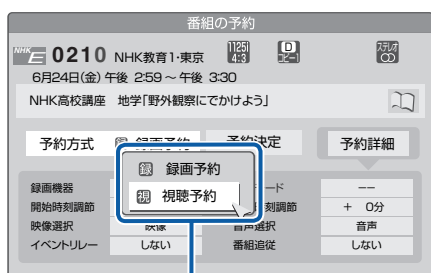 番組の予約
NHK E 0210 NHK教育1・東京 1125i 4:3 D コピー1 ステレオ
6月24日(金) 午後 2:59 ~ 午後 3:30
NHK高校講座 地学「野外観察にでかけよう」
予約方式 予約決定 予約詳細
録 録画予約
視 視聴予約
録画機器 ード −−
開始時刻調節 刻調節 + 0分
映像選択 映像 音声選択 音声
イベントリレー しない 番組追従 しない